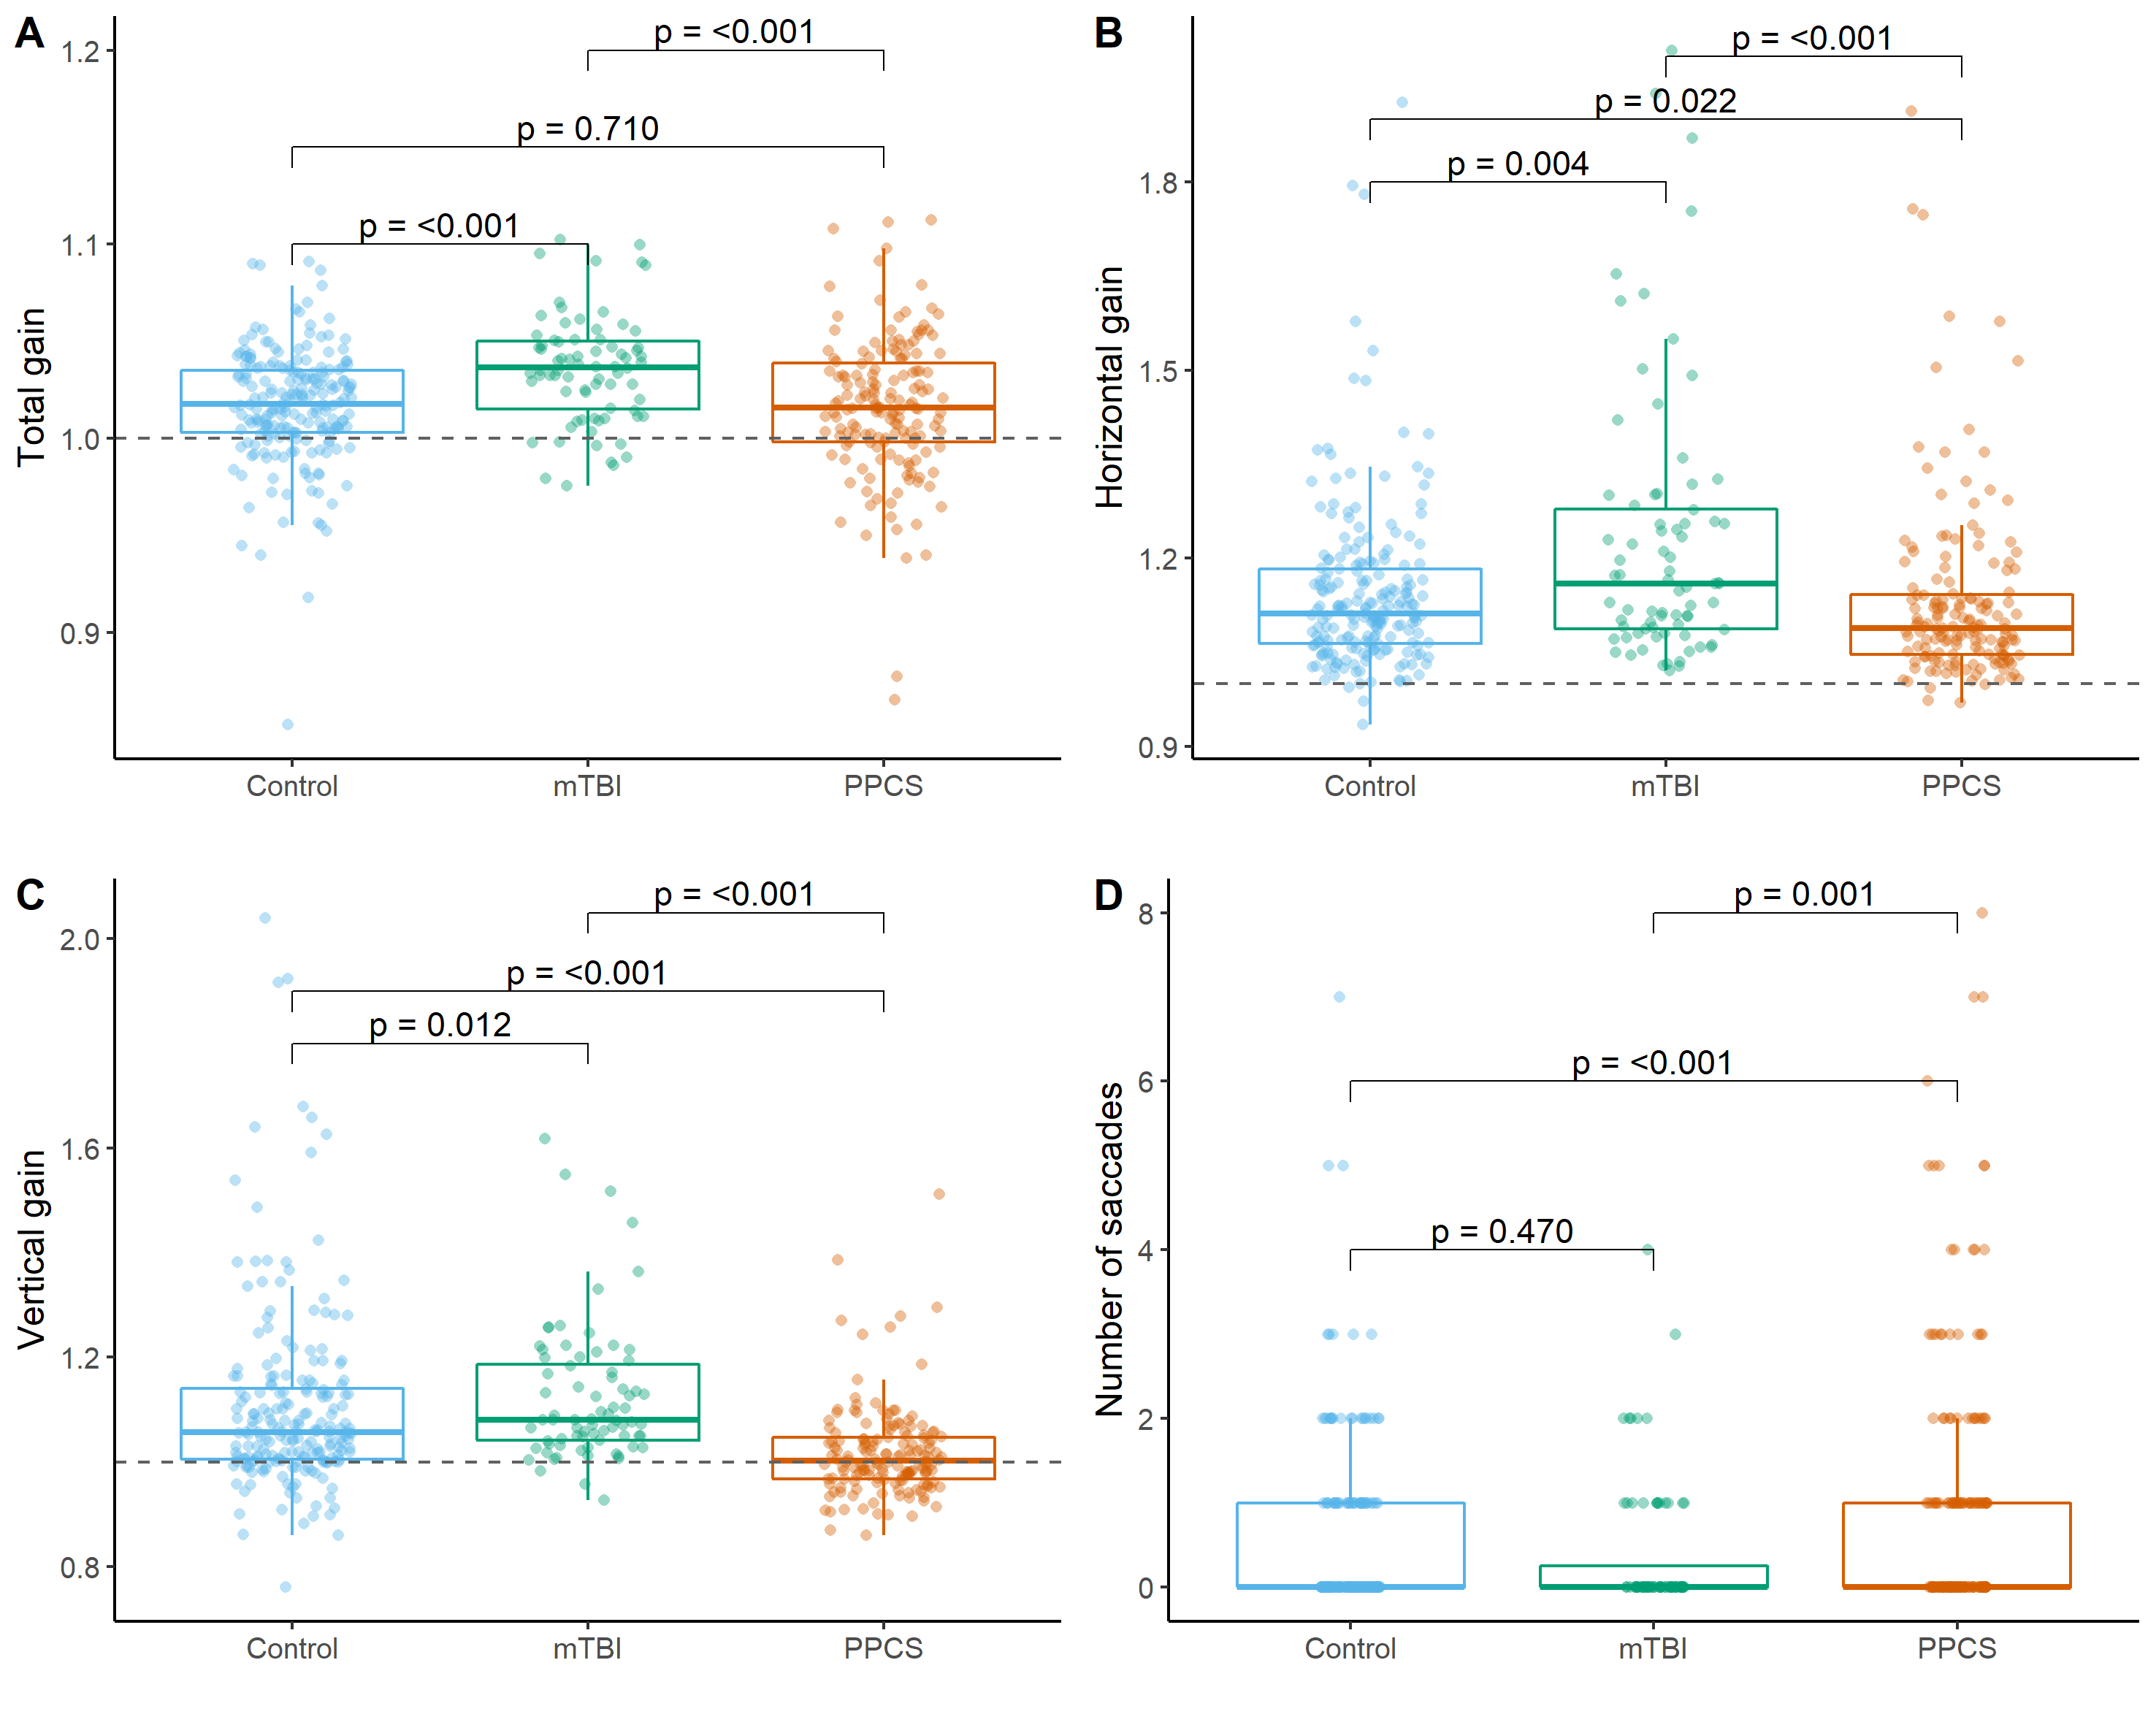 A
Total gain
1.2
1.1
1.0
0.9
p = <0.001
p = 0.710
p = <0.001
Control mTBI PPCS
B
Horizontal gain
1.8
1.5
1.2
0.9
p = <0.001
p = 0.022
p = 0.004
Control mTBI PPCS
C
Vertical gain
2.0
1.6
1.2
0.8
p = <0.001
p = <0.001
p = 0.012
Control mTBI PPCS
D
Number of saccades
8
6
4
2
0
p = 0.001
p = <0.001
p = 0.470
Control mTBI PPCS